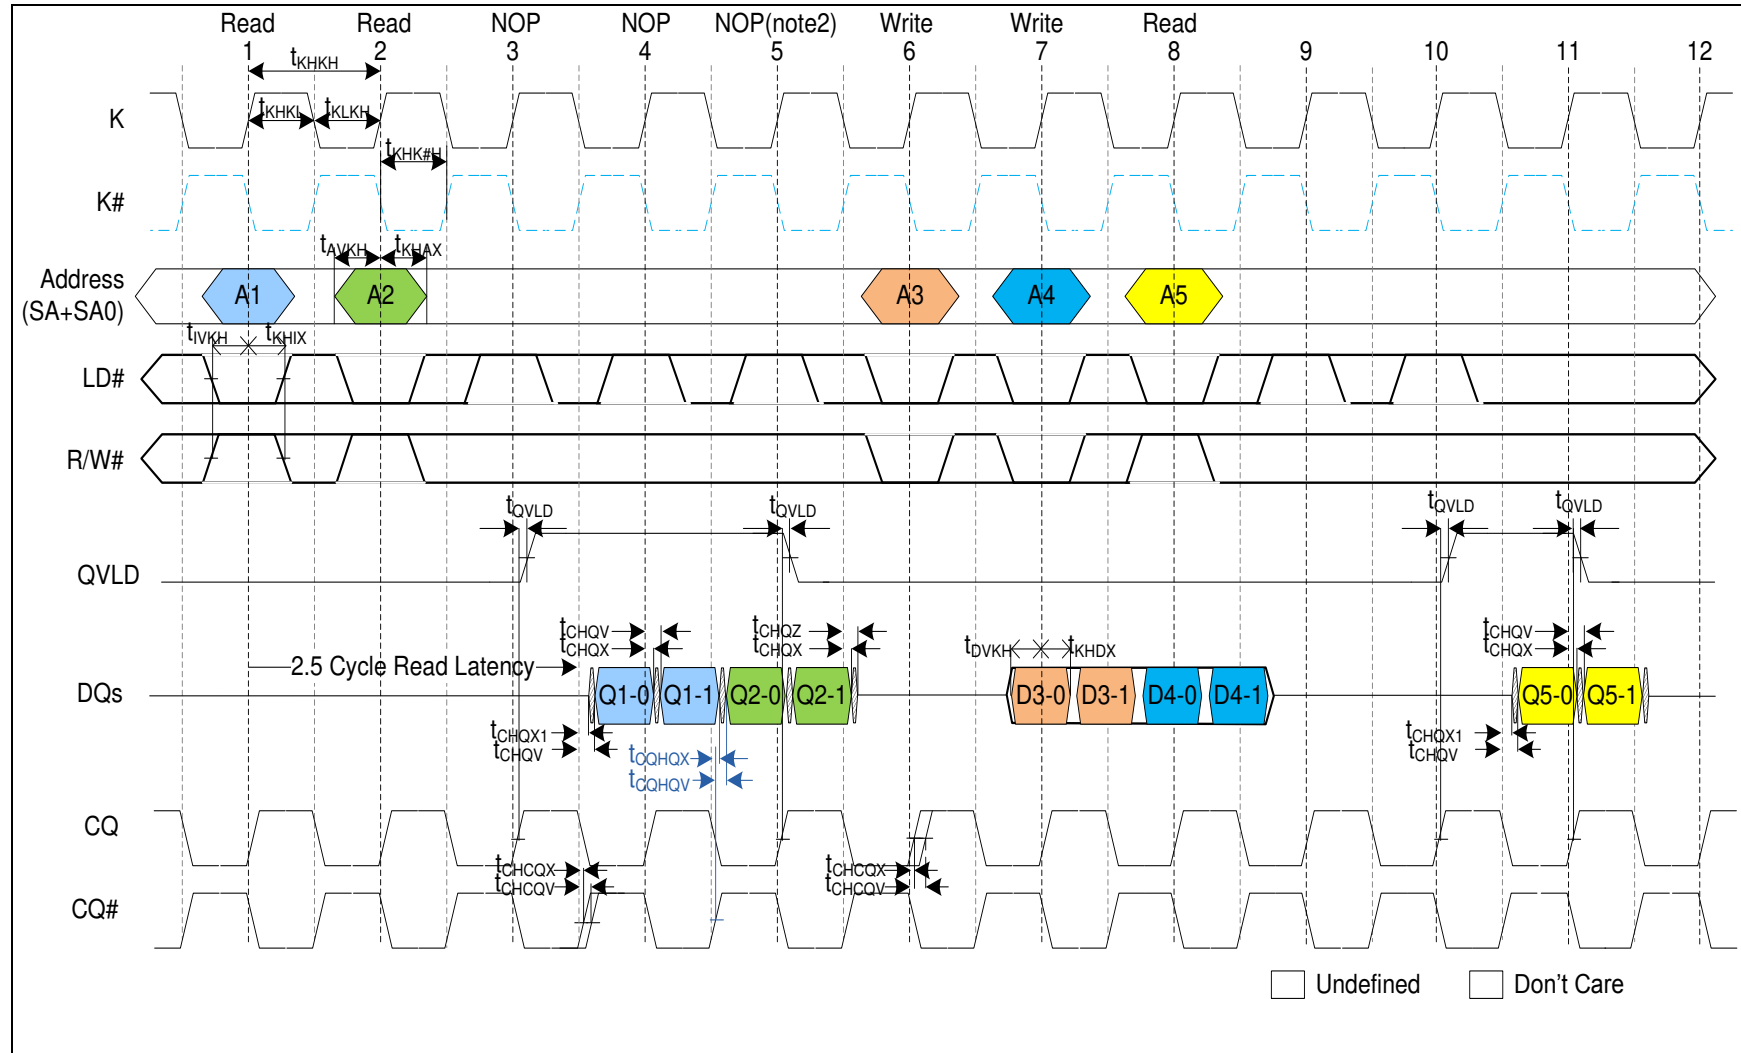 Read Read NOP NOP NOP(note2) Write Write Read
1 2 3 4 5 6 7 8 9 10 11 12
tKHKH
K
tKHKL tKLKH
tKHK#H
K#
tAVKH tKHAX
Address
(SA+SA0)
A1 A2 A3 A4 A5
tIVKH tKHIX
LD#
R/W#
tQVLD tQVLD tQVLD tQVLD
QVLD
tCHQV tCHQZ tCHQV
tCHQX tCHQX tDVKH tKHDX tCHQX
2.5 Cycle Read Latency
DQs
Q1-0 Q1-1 Q2-0 Q2-1 D3-0 D3-1 D4-0 D4-1 Q5-0 Q5-1
tCHQX1 tCHQX1
tCHQV tCQHQX tCHQV
tCQHQV
CQ
tCHCQX tCHCQX
tCHCQV tCHCQV
CQ#
Undefined Don't Care